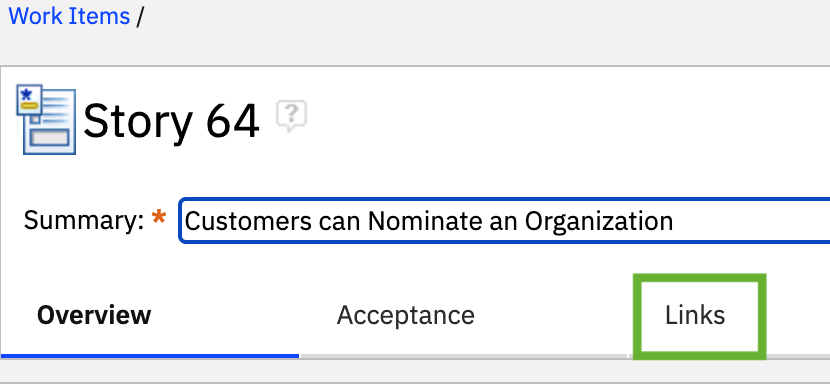 Work Items /
Story 64 ?
Summary: * Customers can Nominate an Organization
Overview Acceptance Links